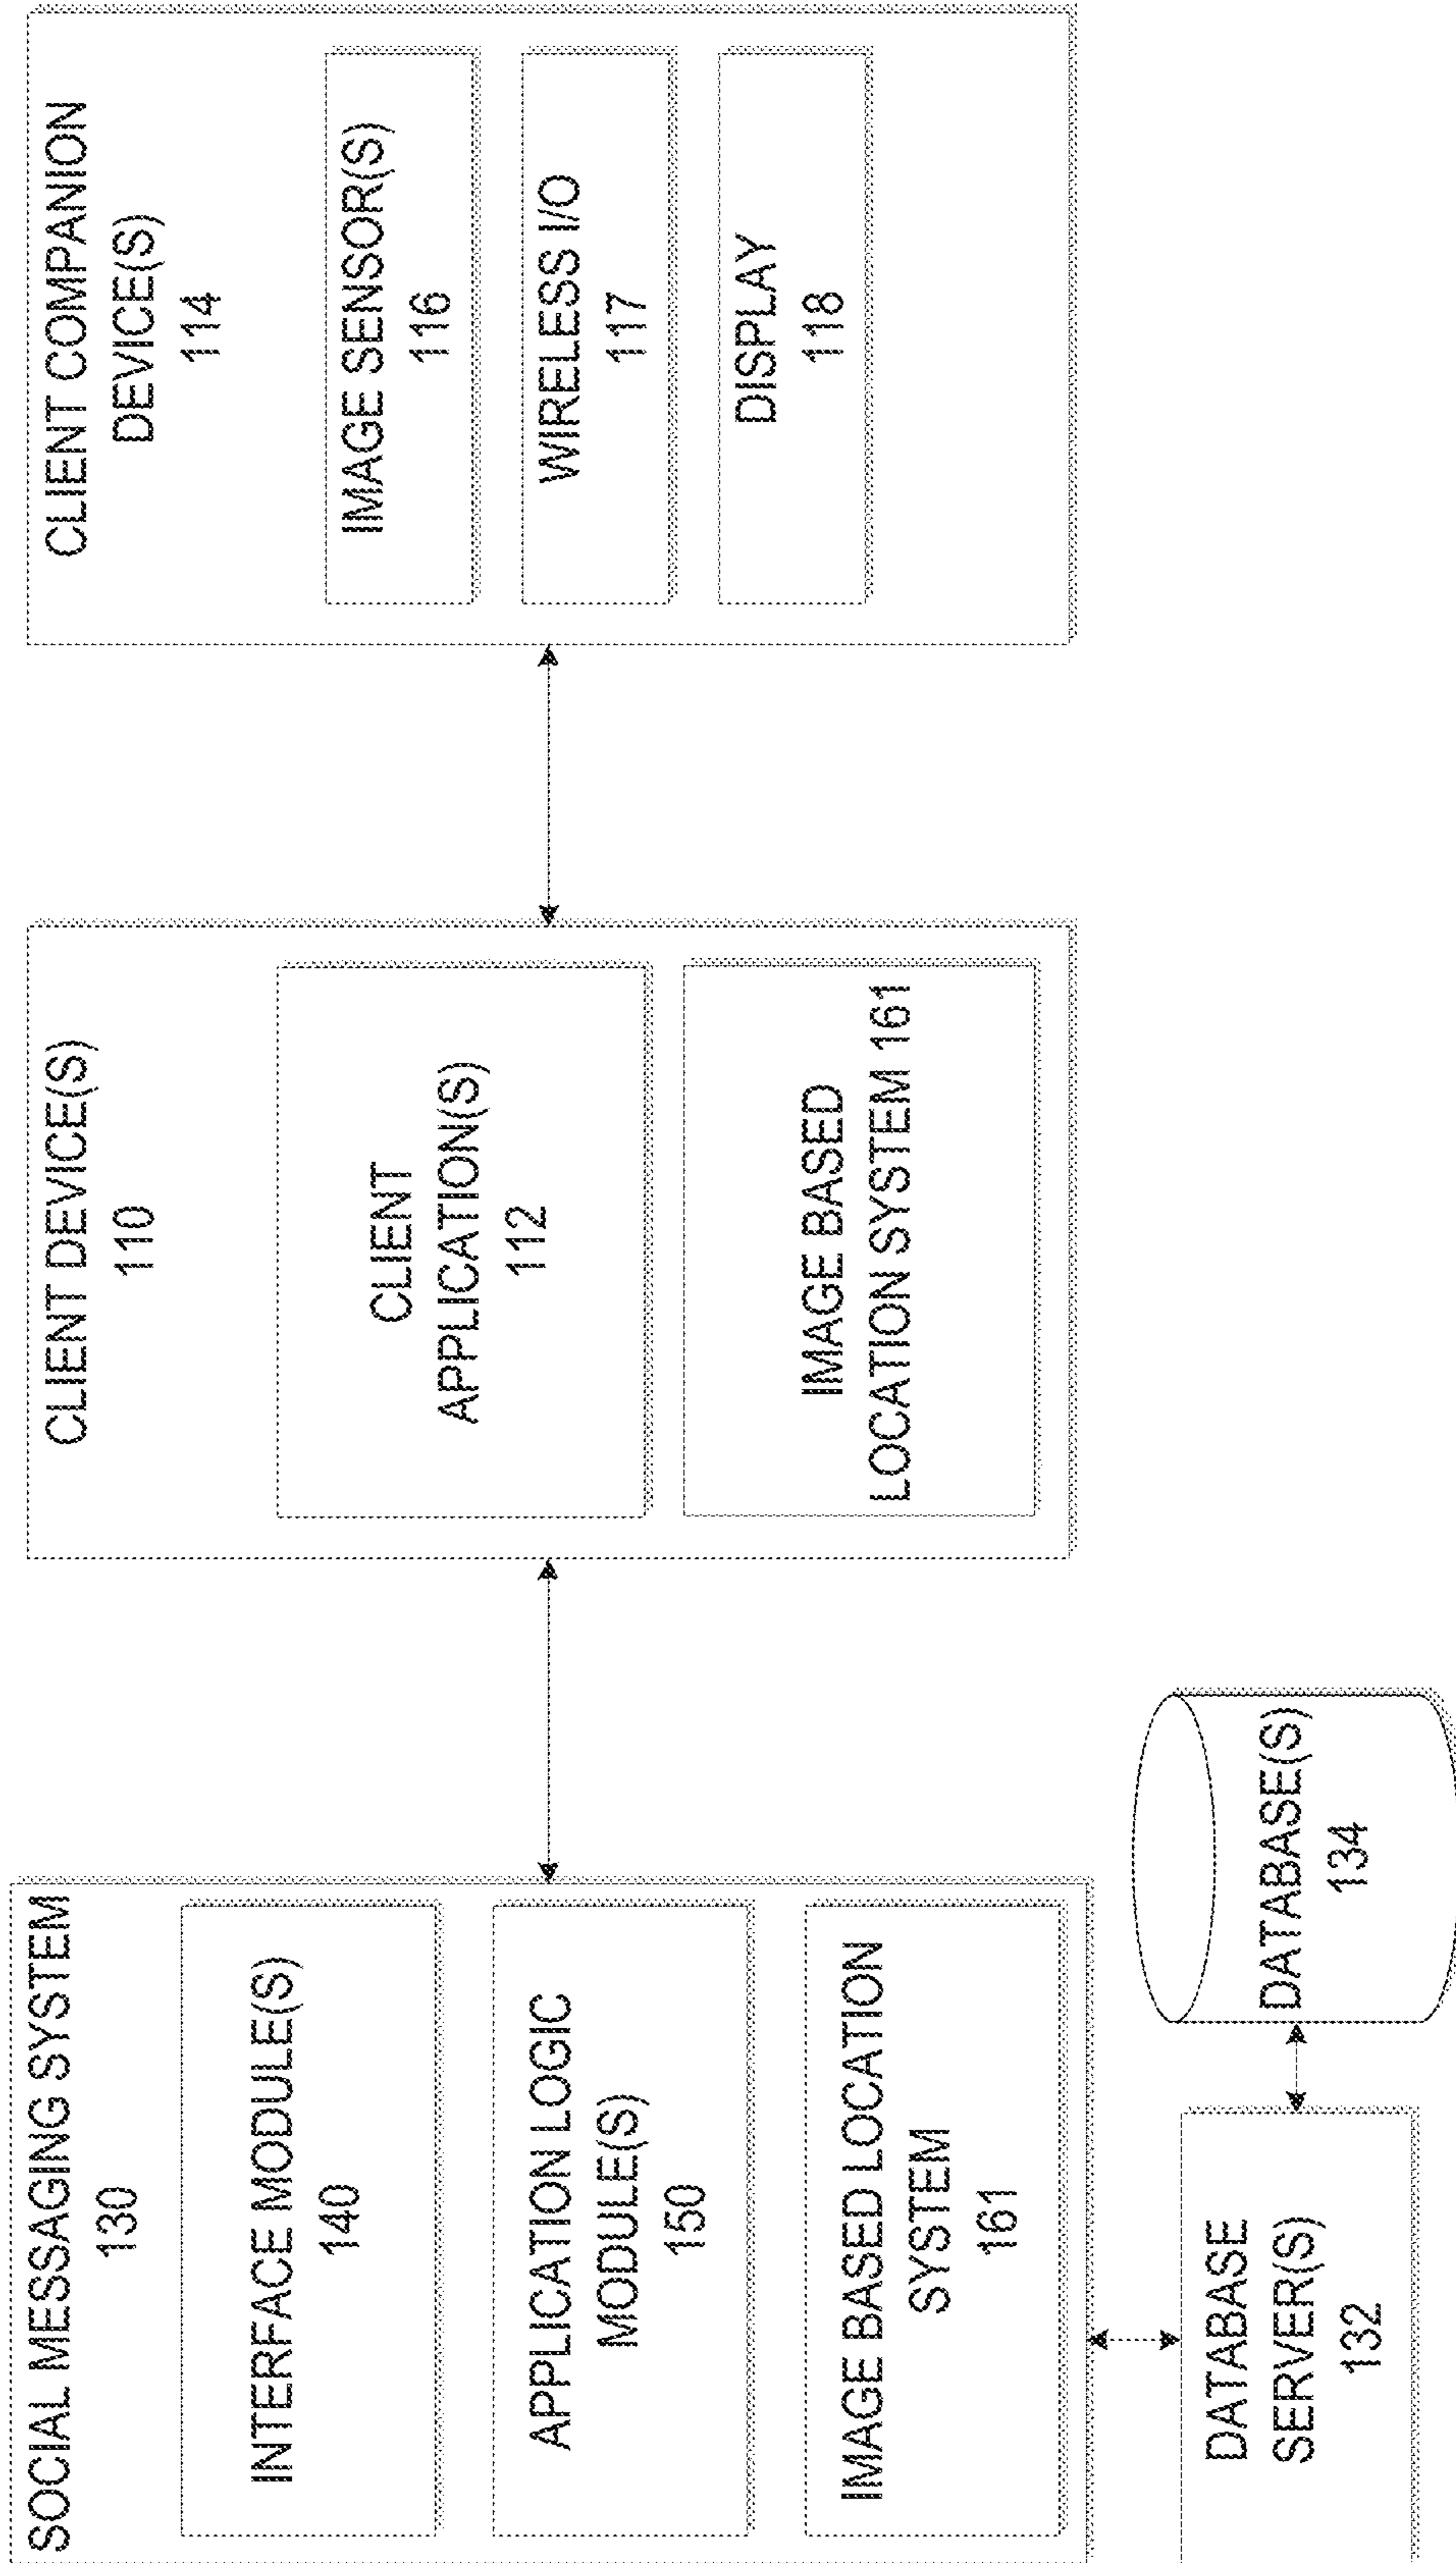 SOCIAL MESSAGING SYSTEM
130
INTERFACE MODULE(S)
140
APPLICATION LOGIC
MODULE(S)
150
IMAGE BASED LOCATION
SYSTEM
161
DATABASE
SERVER(S)
132
DATABASE(S)
134
CLIENT DEVICE(S)
110
CLIENT
APPLICATION(S)
112
IMAGE BASED
LOCATION SYSTEM 161
CLIENT COMPANION
DEVICE(S)
114
IMAGE SENSOR(S)
116
WIRELESS I/O
117
DISPLAY
118